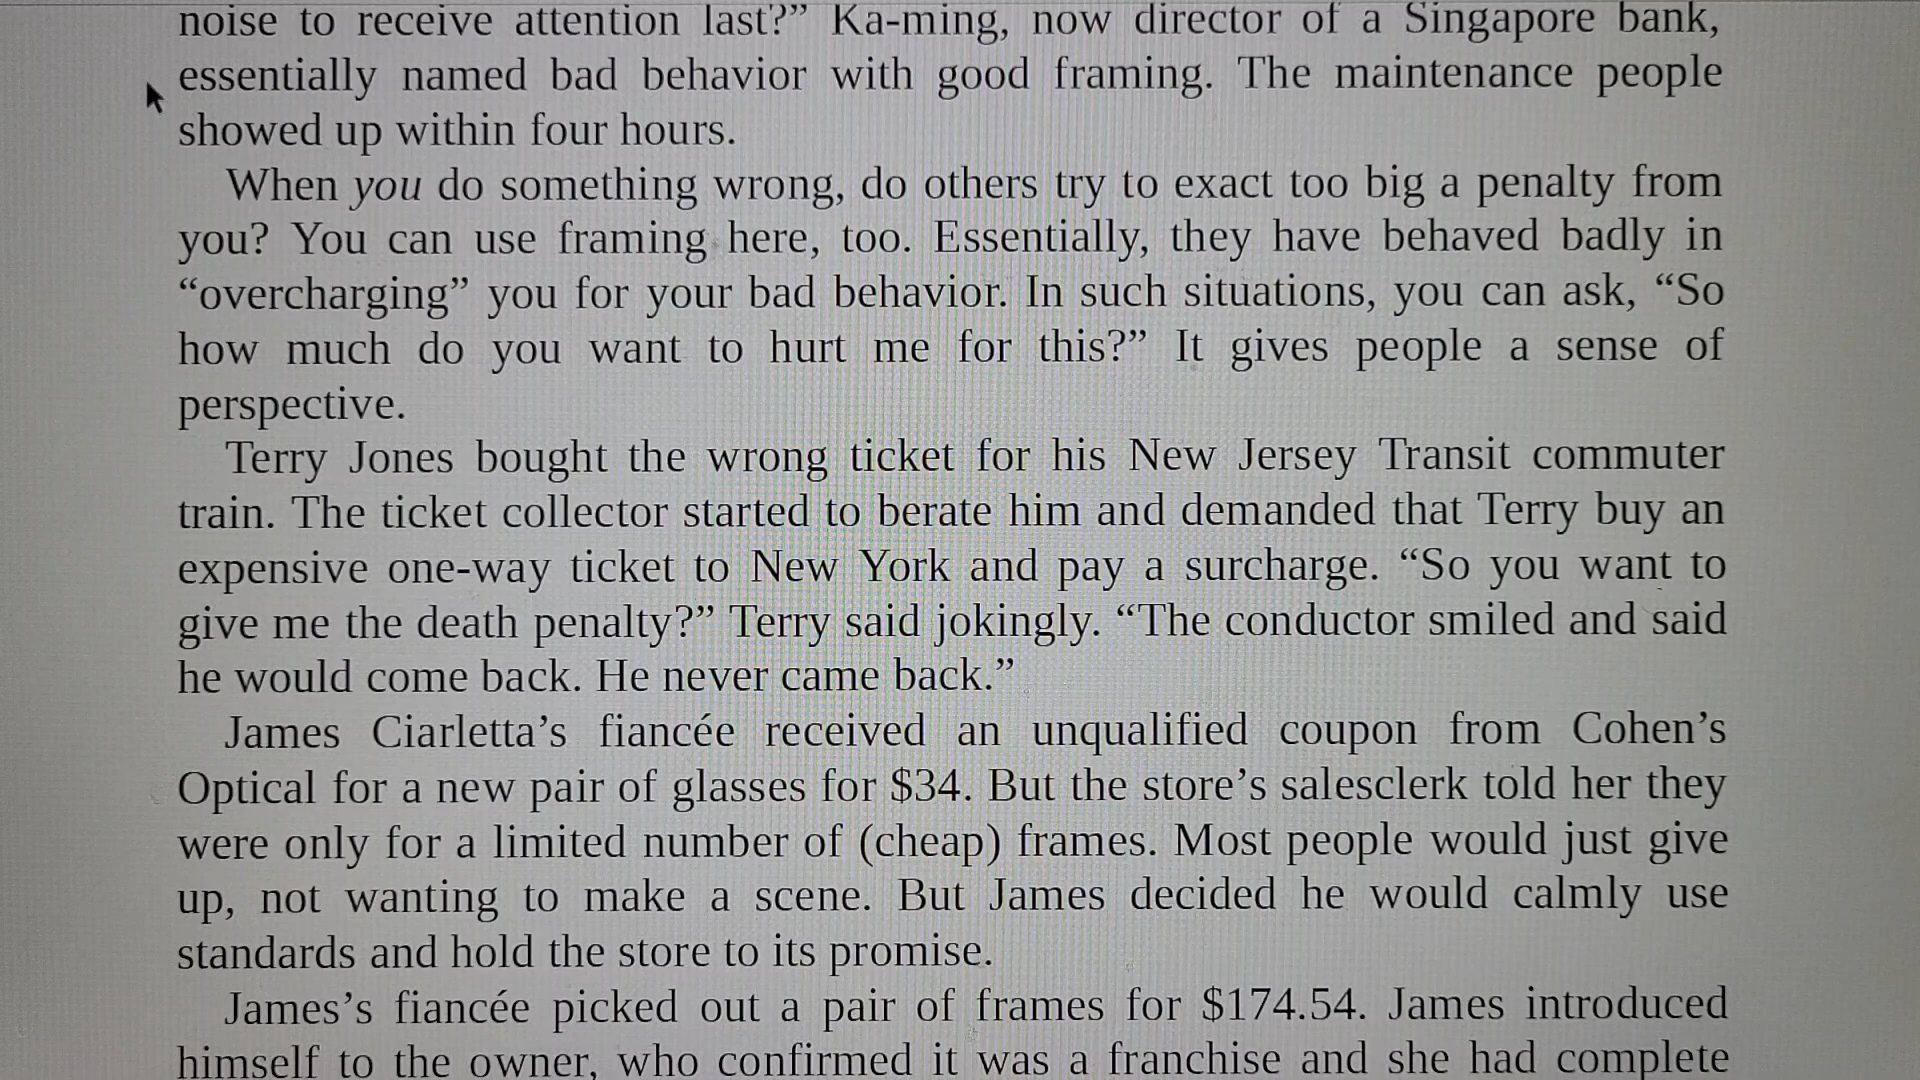 noise to receive attention last?” Ka-ming, now director of a Singapore bank,
essentially named bad behavior with good framing. The maintenance people
showed up within four hours.
When you do something wrong, do others try to exact too big a penalty from
you? You can use framing here, too. Essentially, they have behaved badly in
“overcharging” you for your bad behavior. In such situations, you can ask, “So
how much do you want to hurt me for this?” It gives people a sense of
perspective.
Terry Jones bought the wrong ticket for his New Jersey Transit commuter
train. The ticket collector started to berate him and demanded that Terry buy an
expensive one-way ticket to New York and pay a surcharge. “So you want to
give me the death penalty?” Terry said jokingly. “The conductor smiled and said
he would come back. He never came back.”
James Ciarletta’s fiancée received an unqualified coupon from Cohen’s
Optical for a new pair of glasses for $34. But the store’s salesclerk told her they
were only for a limited number of (cheap) frames. Most people would just give
up, not wanting to make a scene. But James decided he would calmly use
standards and hold the store to its promise.
James’s fiancée picked out a pair of frames for $174.54. James introduced
himself to the owner, who confirmed it was a franchise and she had complete